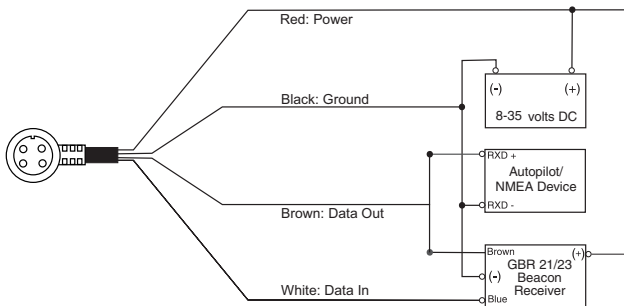 Red: Power
Black: Ground
(-) (+)
8-35 volts DC
RXD +
Autopilot/
NMEA Device
RXD -
Brown: Data Out
Brown (+)
GBR 21/23
(-) Beacon
Receiver
White: Data In
Blue